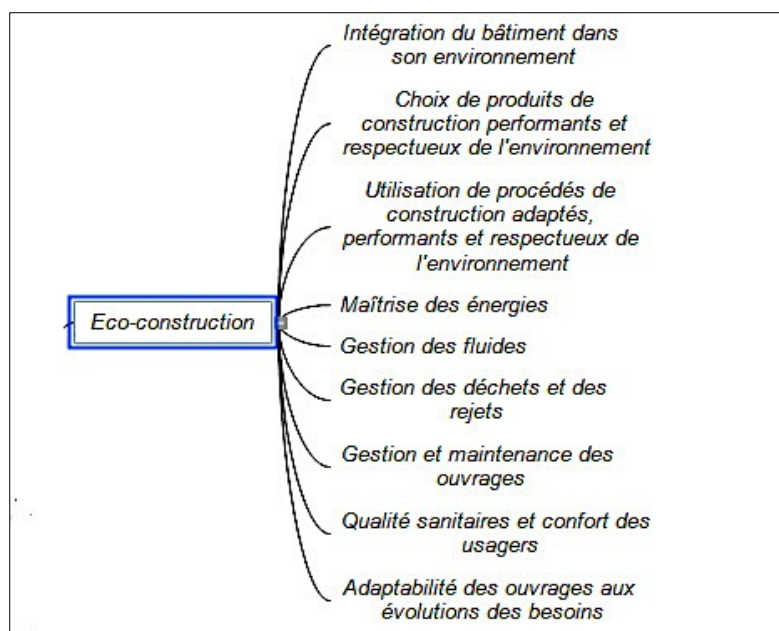 Intégration du bâtiment dans
son environnement
Choix de produits de
construction performants et
respectueux de l'environnement
Utilisation de procédés de
construction adaptés,
performants et respectueux de
l'environnement
Eco-construction
Maîtrise des énergies
Gestion des fluides
Gestion des déchets et des
rejets
Gestion et maintenance des
ouvrages
Qualité sanitaires et confort des
usagers
Adaptabilité des ouvrages aux
évolutions des besoins